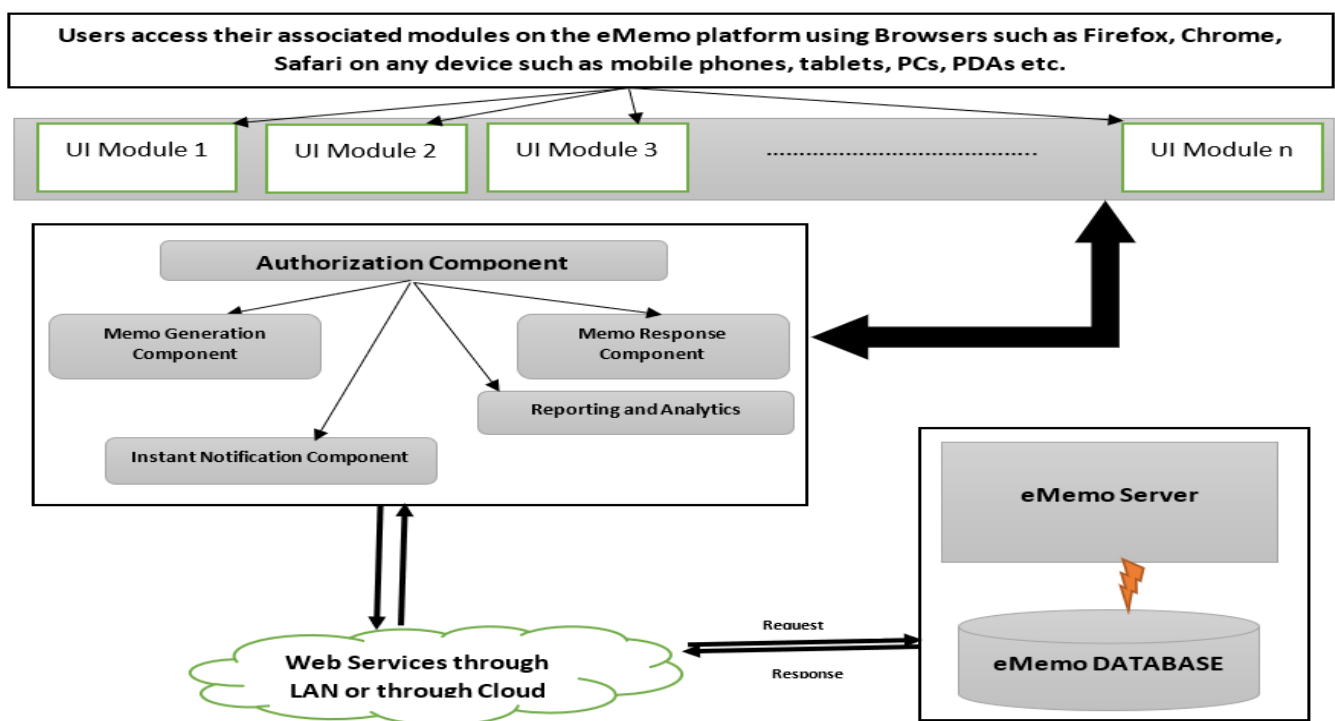 Users access their associated modules on the eMemo platform using Browsers such as Firefox, Chrome,
Safari on any device such as mobile phones, tablets, PCs, PDAs etc.
UI Module 1
UI Module 2
UI Module 3
.............................................
UI Module n
Authorization Component
Memo Generation
Component
Memo Response
Component
Reporting and Analytics
Instant Notification Component
eMemo Server
Request
Response
Web Services through
LAN or through Cloud
eMemo DATABASE